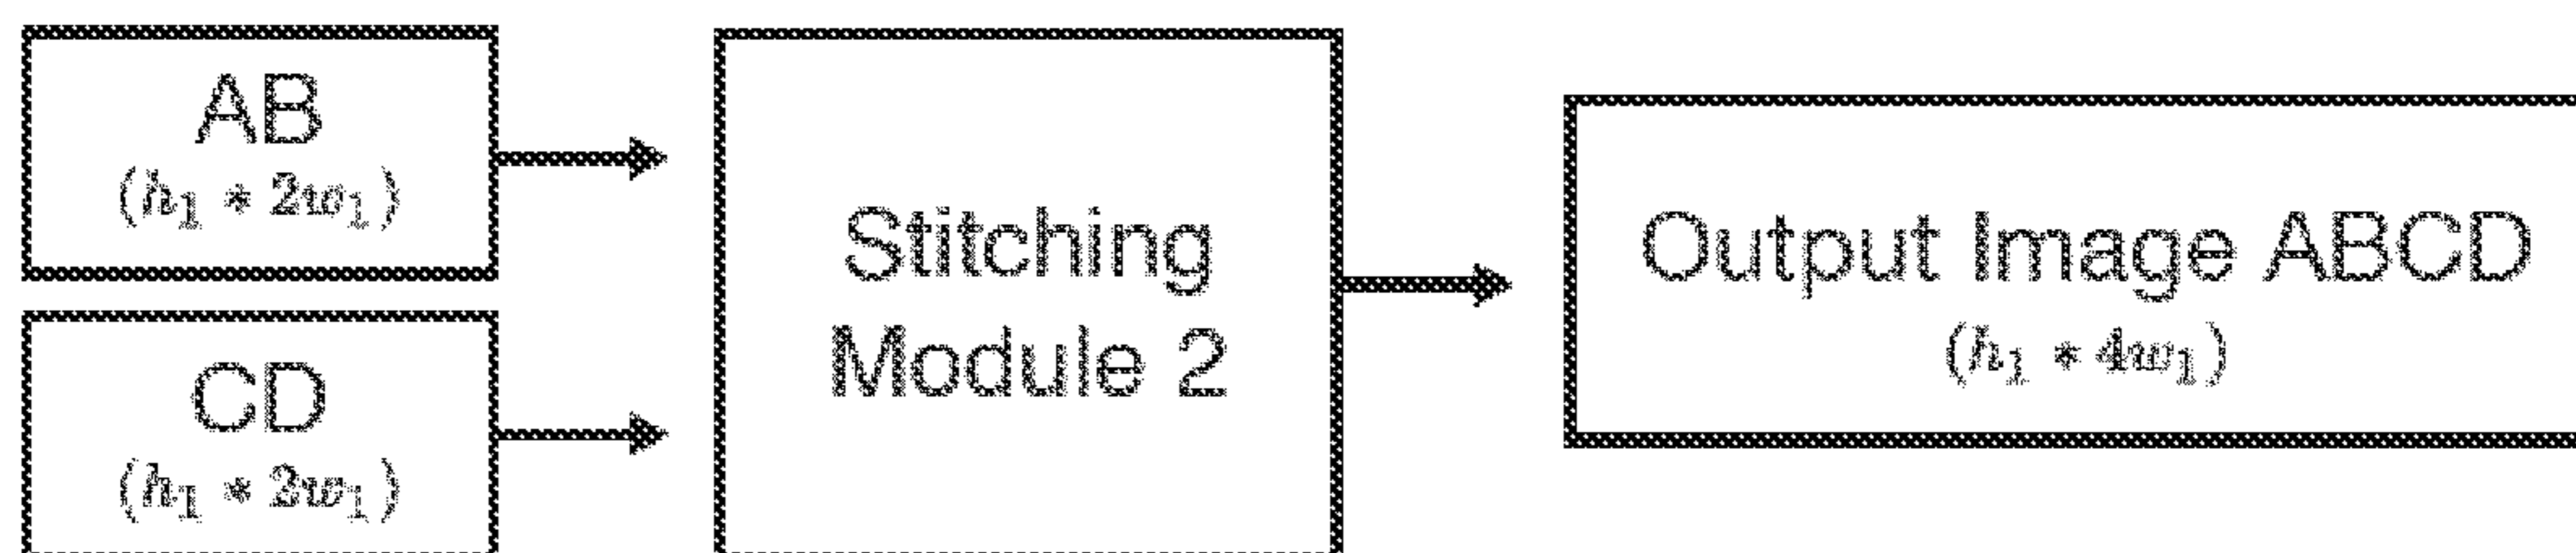 AB
(h₁ * 2w₁)
CD
(h₁ * 2w₁)
Stitching
Module 2
Output Image ABCD
(h₁ * 4w₁)